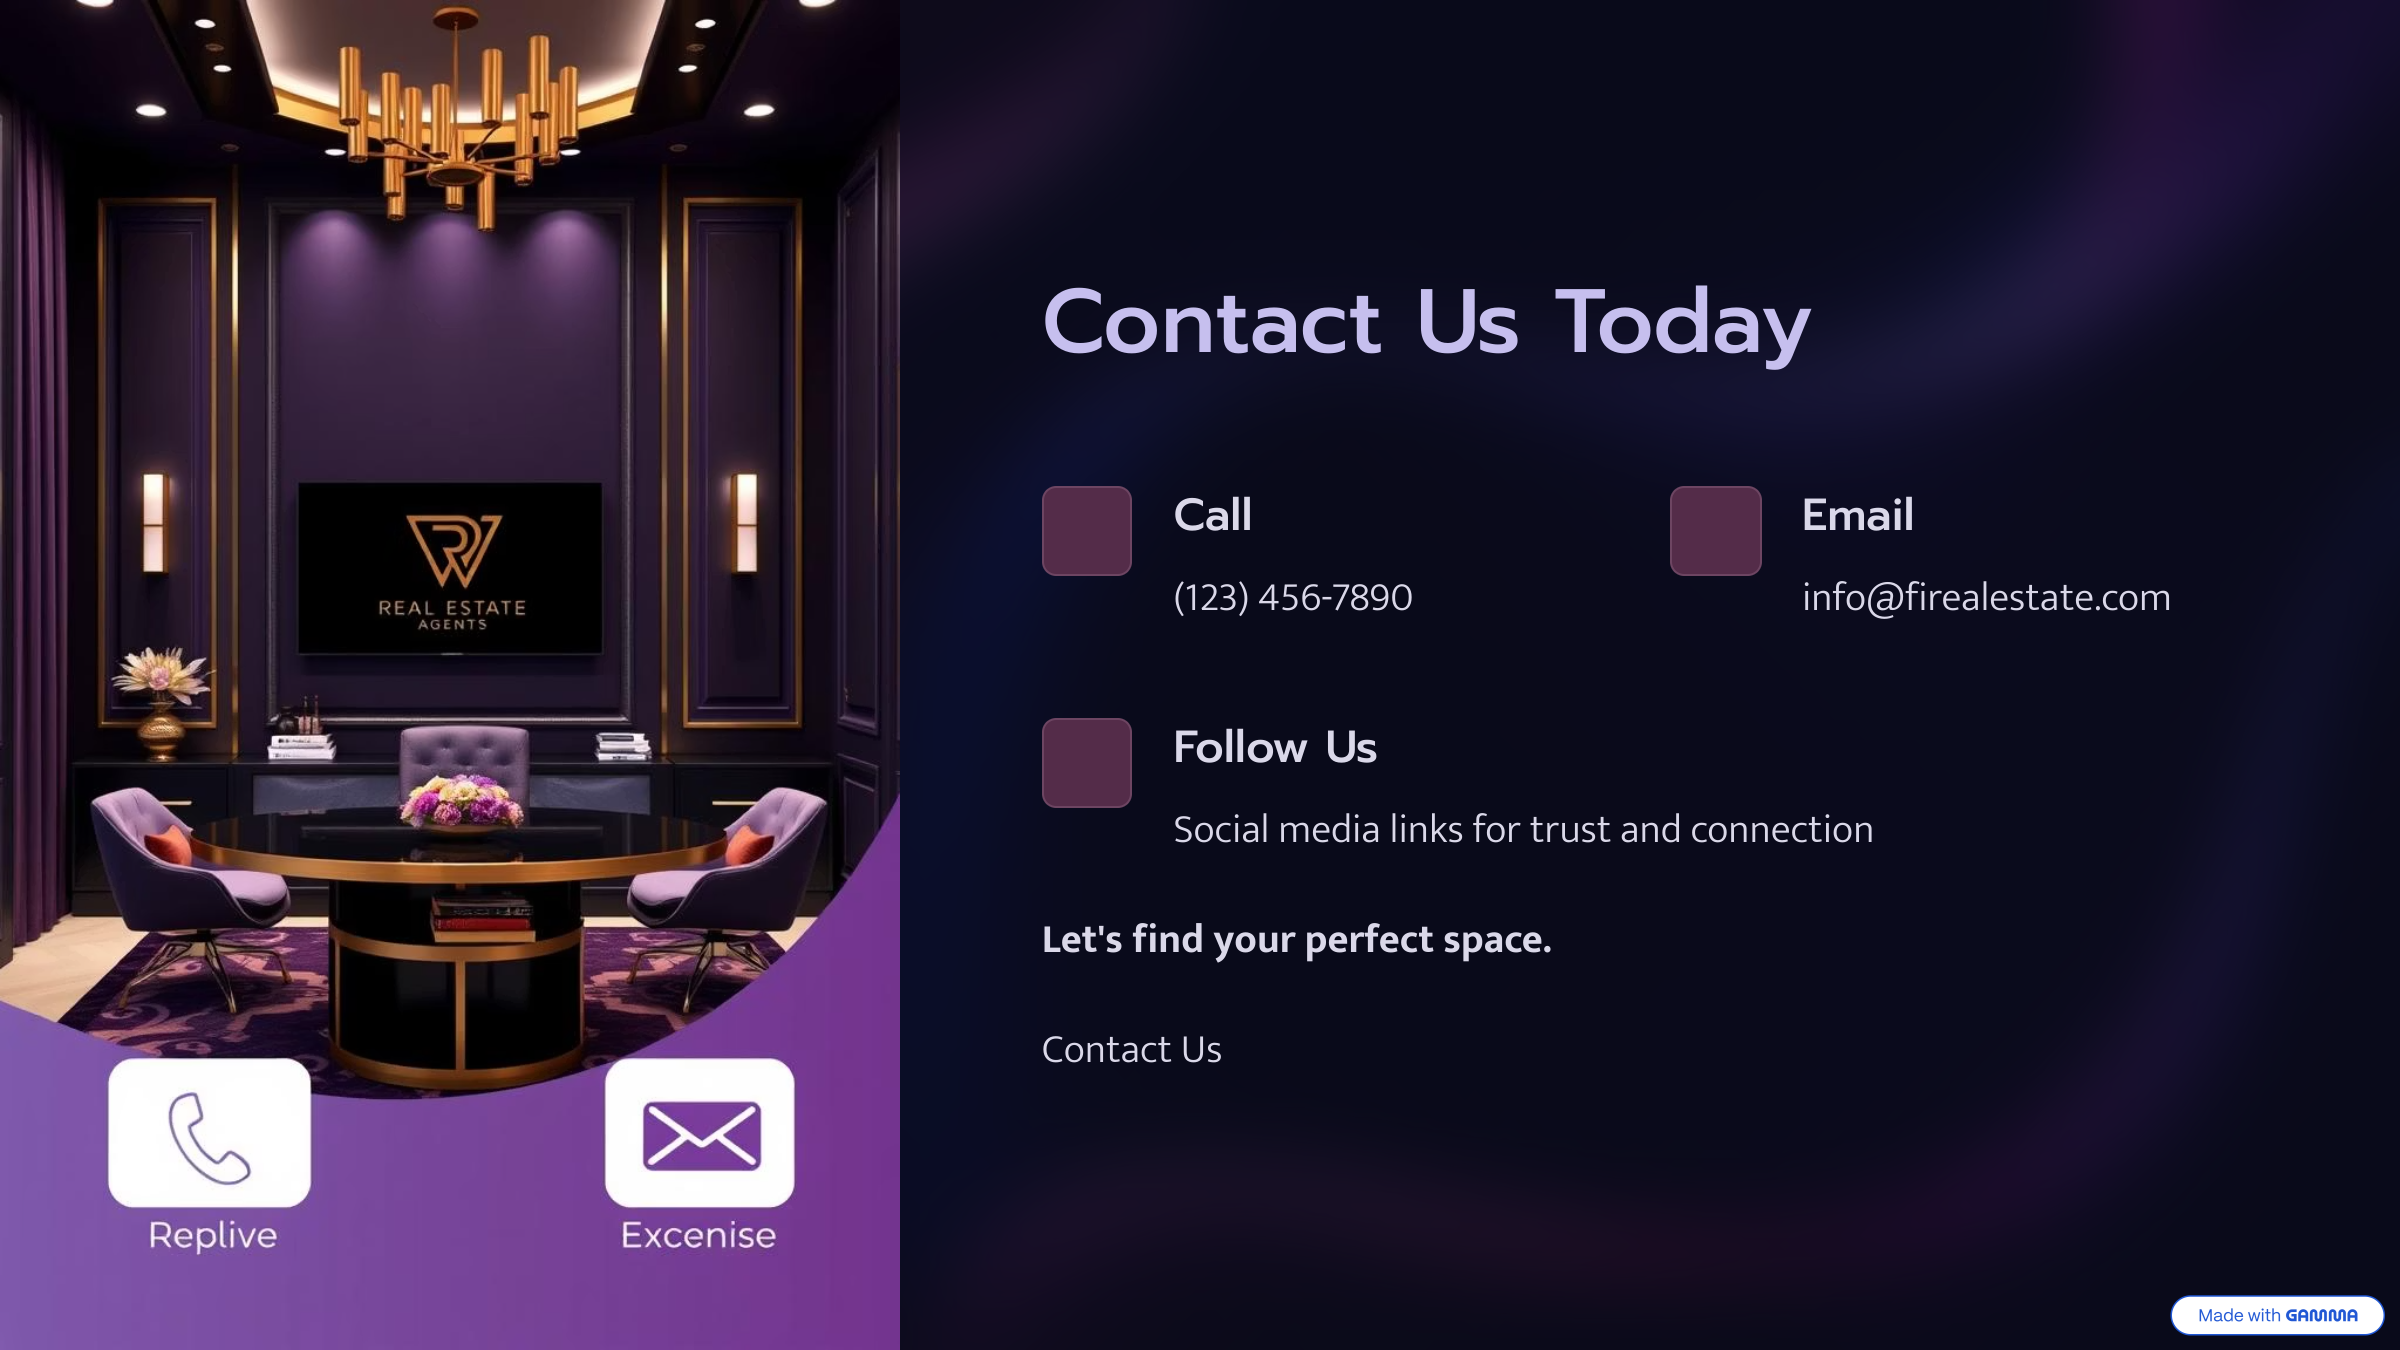 REAL ESTATE
AGENTS
Replive
Excenise
Contact Us Today
Call
(123) 456-7890
Email
info@firealestate.com
Follow Us
Social media links for trust and connection
Let's find your perfect space.
Contact Us
Made with GAMMA